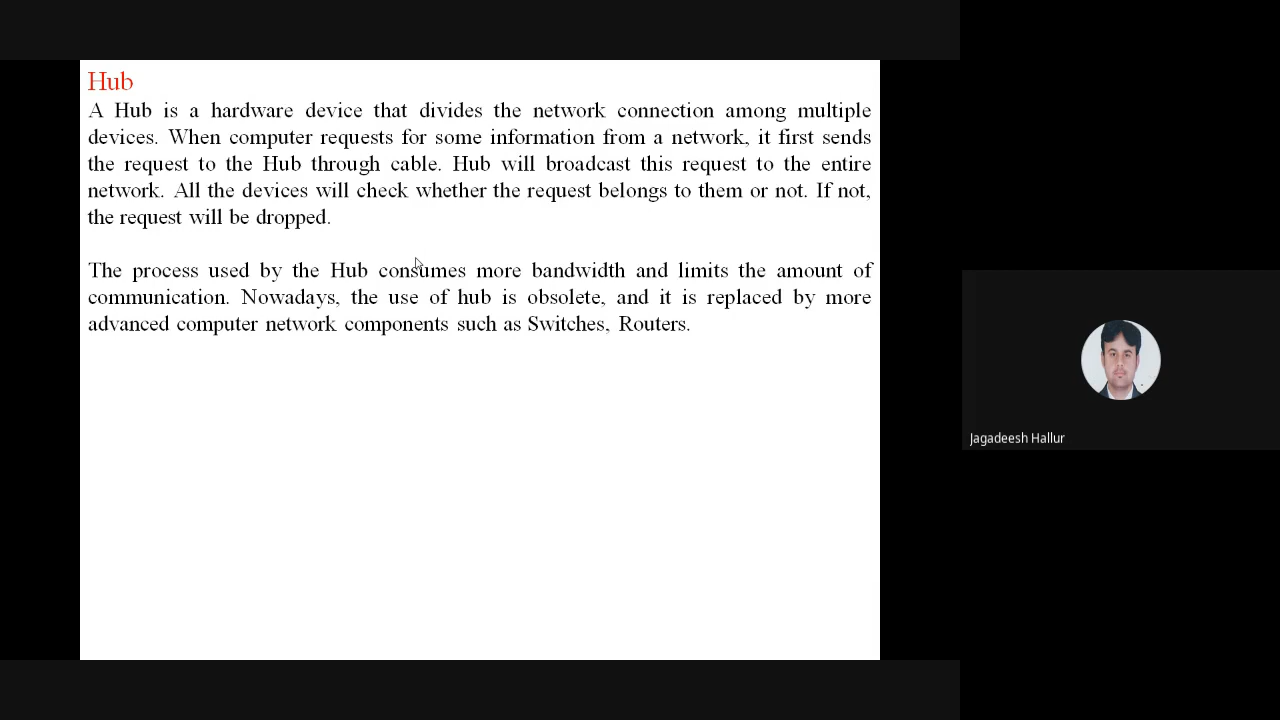 Hub
A Hub is a hardware device that divides the network connection among multiple
devices. When computer requests for some information from a network, it first sends
the request to the Hub through cable. Hub will broadcast this request to the entire
network. All the devices will check whether the request belongs to them or not. If not,
the request will be dropped.
The process used by the Hub consumes more bandwidth and limits the amount of
communication. Nowadays, the use of hub is obsolete, and it is replaced by more
advanced computer network components such as Switches, Routers.
Jagadeesh Hallur